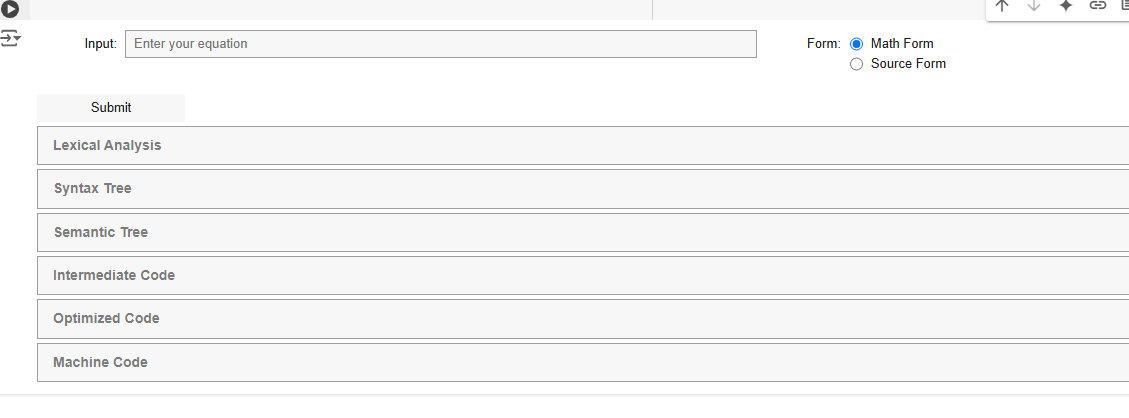 Input: Enter your equation Form: Math Form
Source Form
Submit
Lexical Analysis
Syntax Tree
Semantic Tree
Intermediate Code
Optimized Code
Machine Code